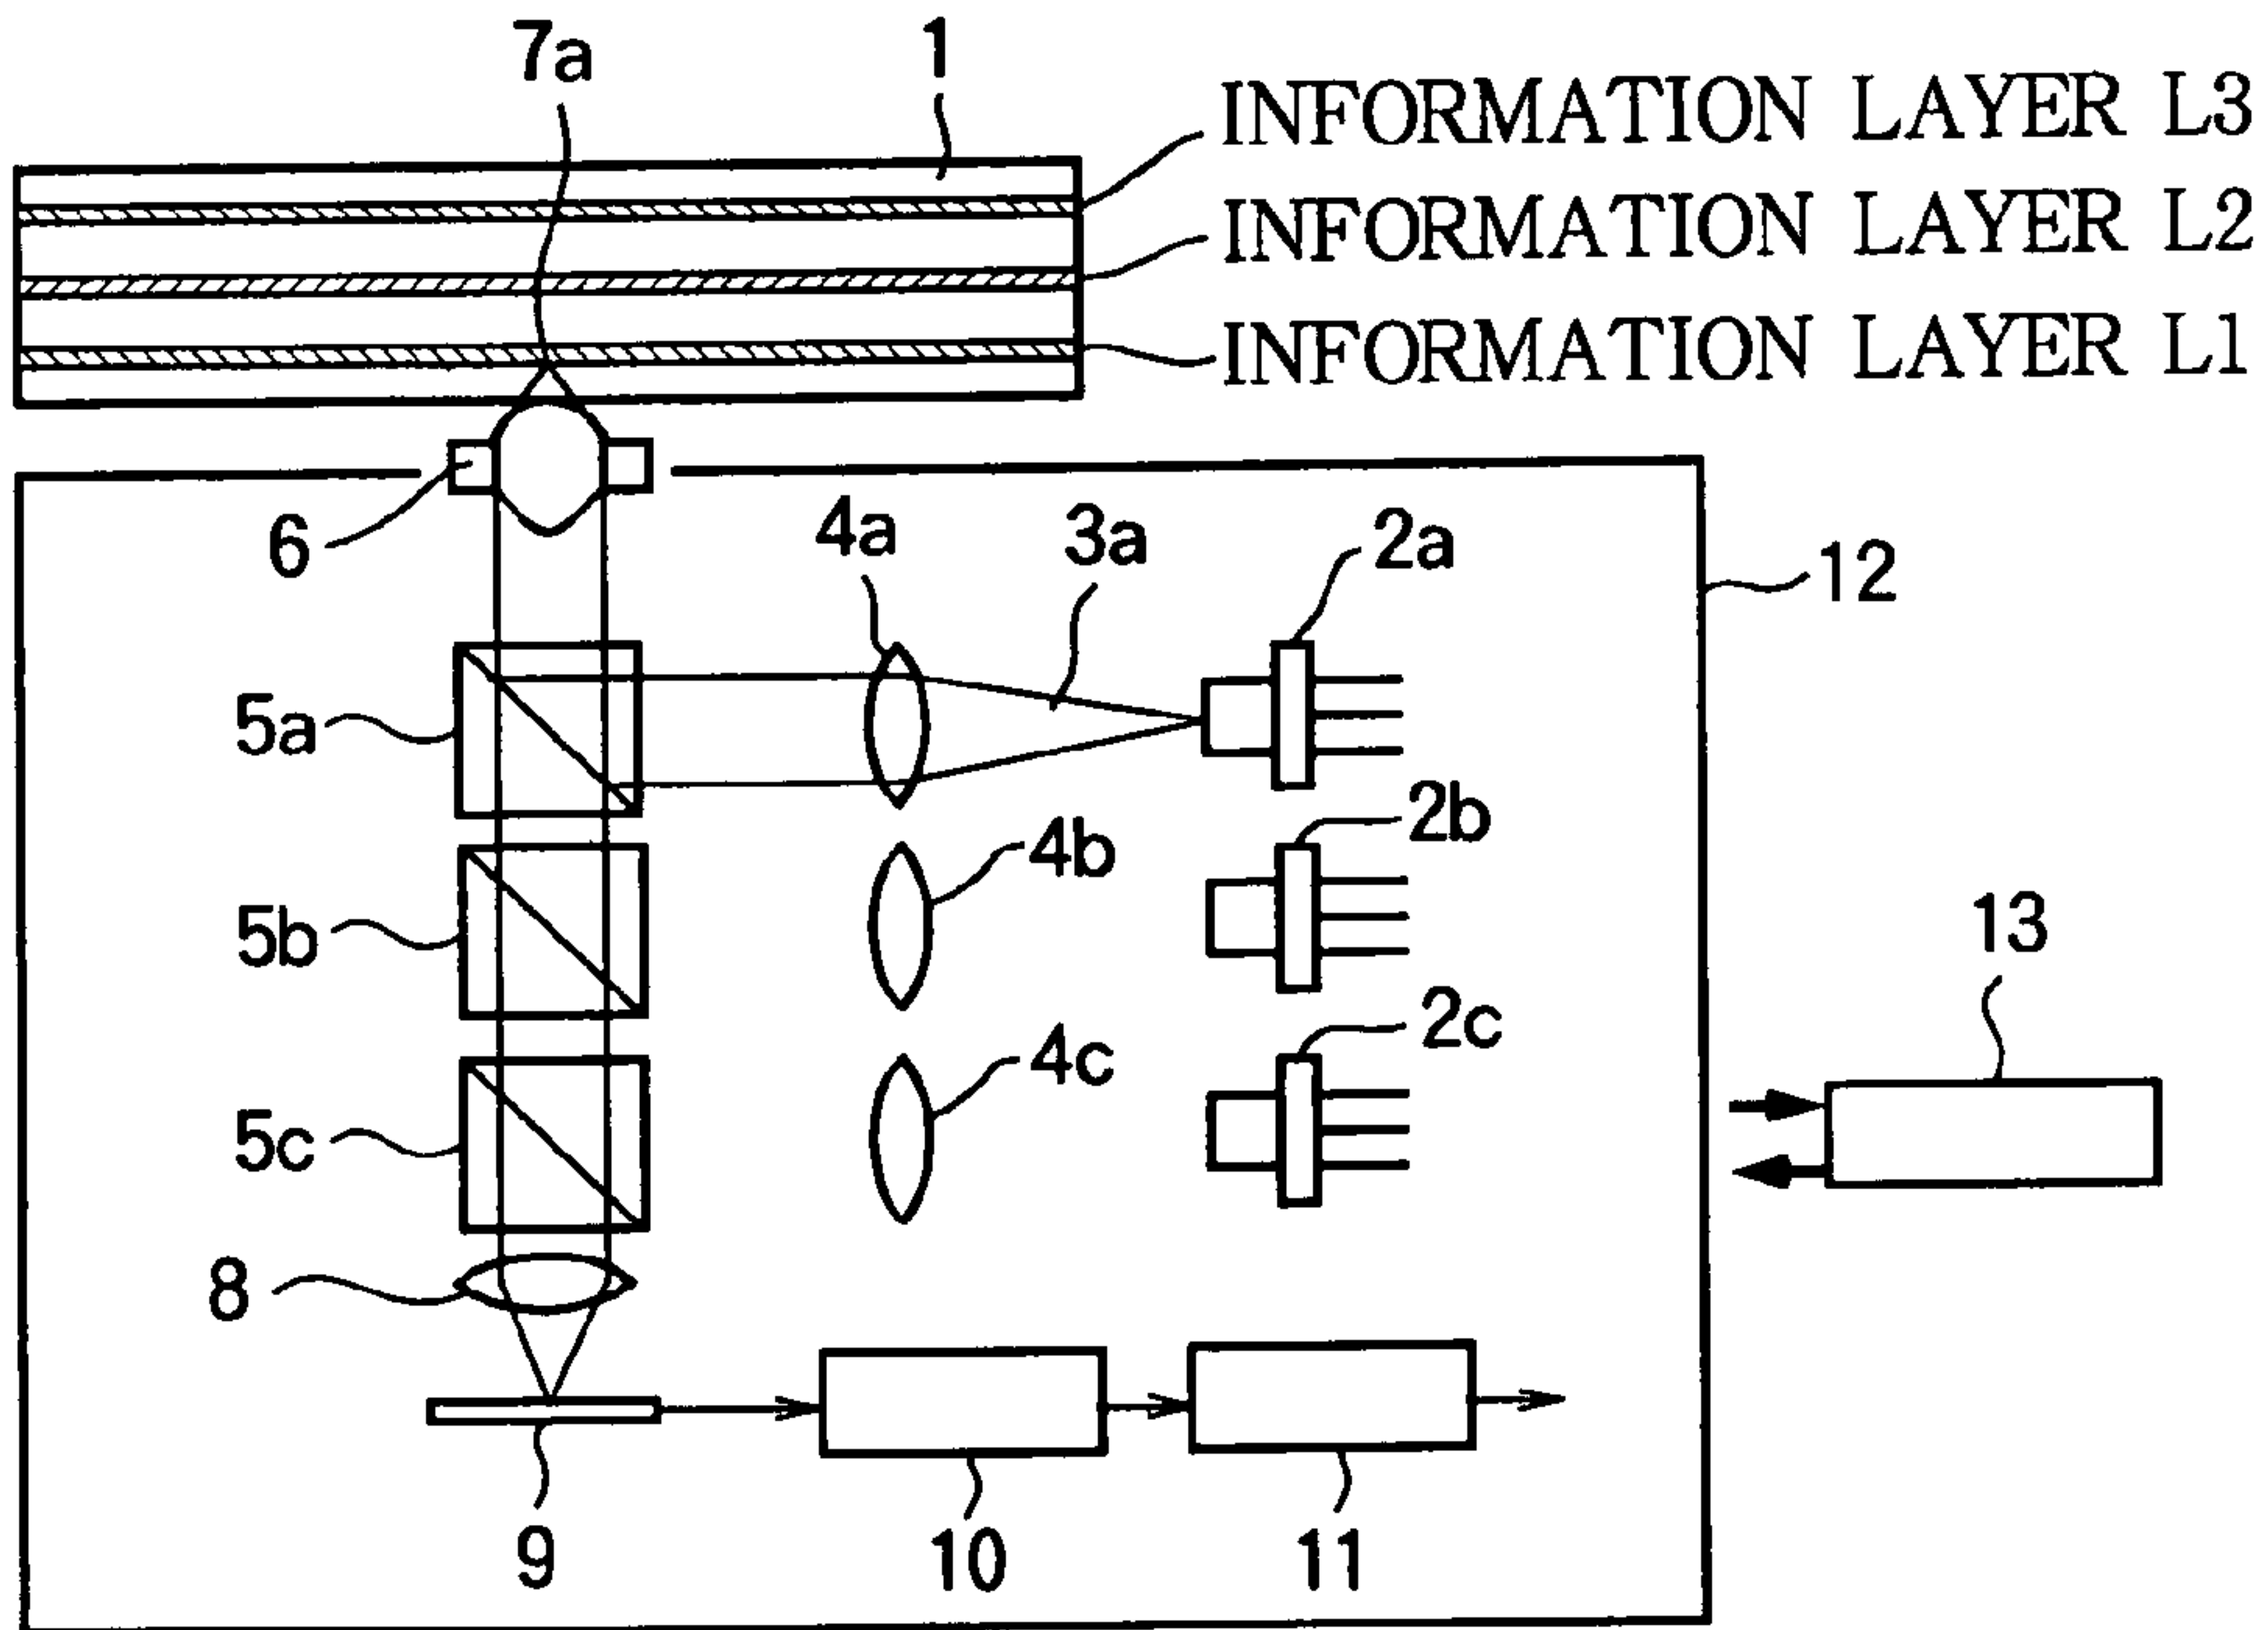 7a
1
INFORMATION LAYER L3
INFORMATION LAYER L2
INFORMATION LAYER L1
6
4a
3a
2a
12
5a
2b
4b
5b
13
2c
4c
5c
8
9
10
11